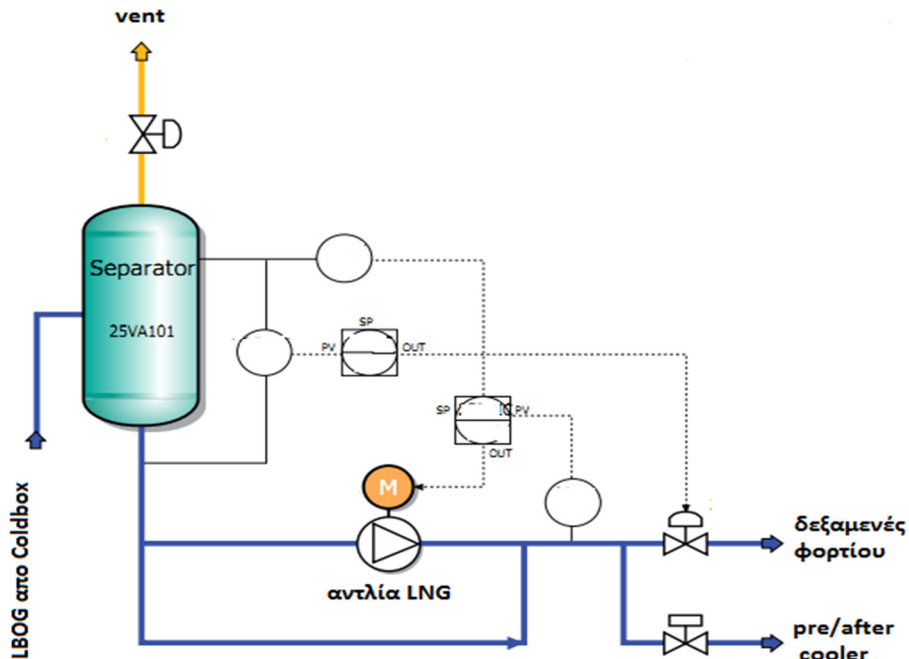 vent
Separator
25VA101
SP
PV
OUT
SP
PV
OUT
M
LBOG απο Coldbox
αντλία LNG
δεξαμενές
φορτίου
pre/after
cooler